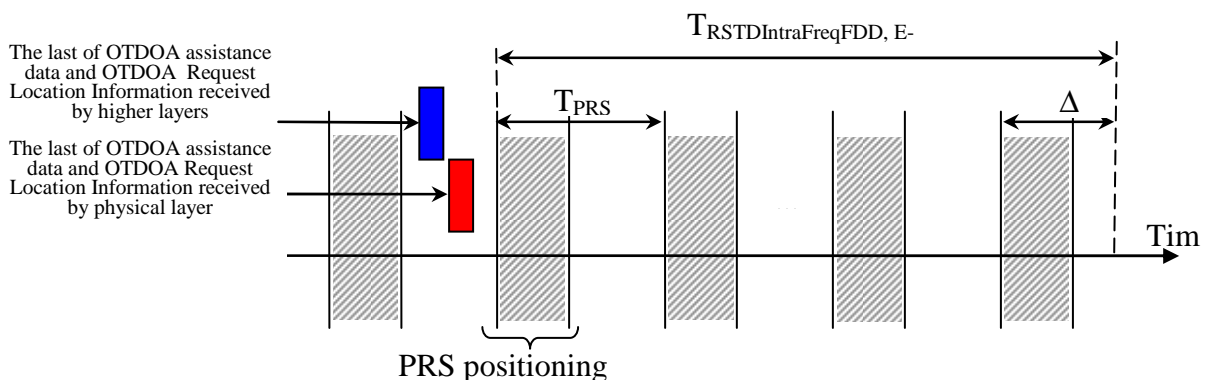 T_RSTDIntraFreqFDD, E-
The last of OTDOA assistance
data and OTDOA Request
Location Information received
by higher layers
T_PRS
Δ
The last of OTDOA assistance
data and OTDOA Request
Location Information received
by physical layer
. . .
Tim
PRS positioning